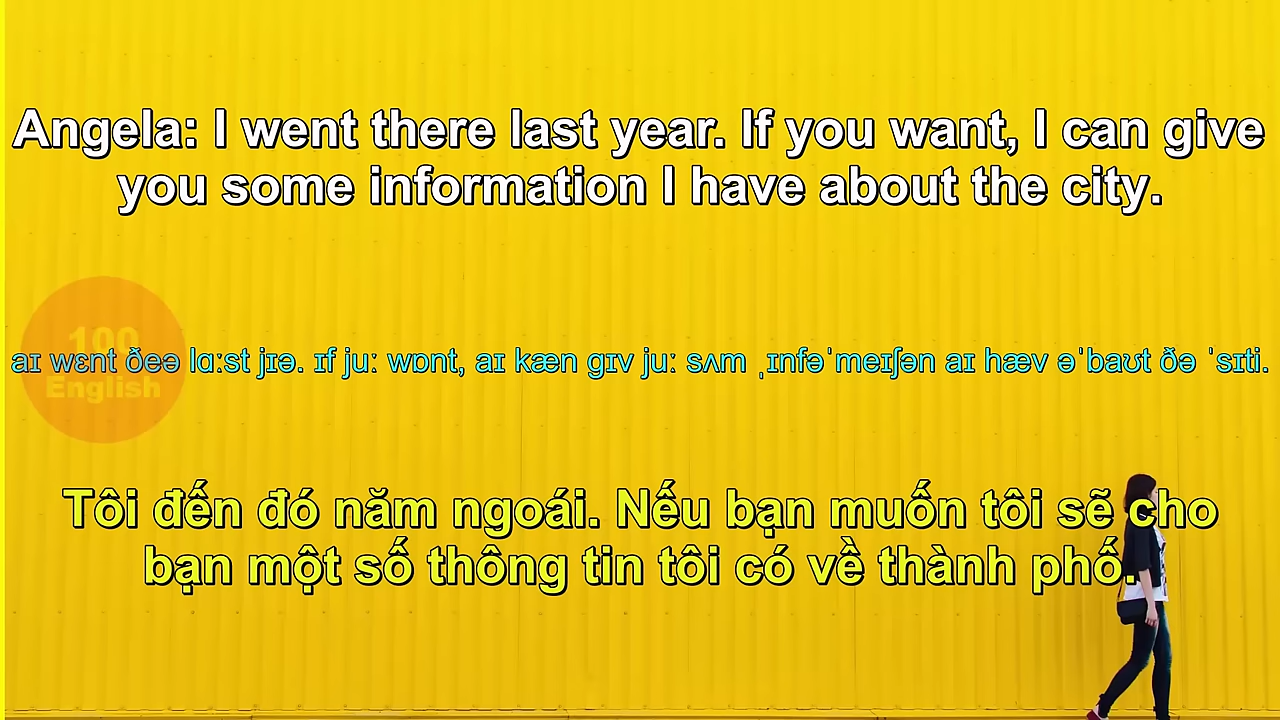 Angela: I went there last year. If you want, I can give
you some information I have about the city.
100
aɪ wɛnt ðeə lɑːst jɪə. ɪf juː wɒnt, aɪ kæn gɪv juː sʌm ˌɪnfəˈmeɪʃən aɪ hæv əˈbaʊt ðə ˈsɪti.
English
Tôi đến đó năm ngoái. Nếu bạn muốn tôi sẽ cho
bạn một số thông tin tôi có về thành phố.